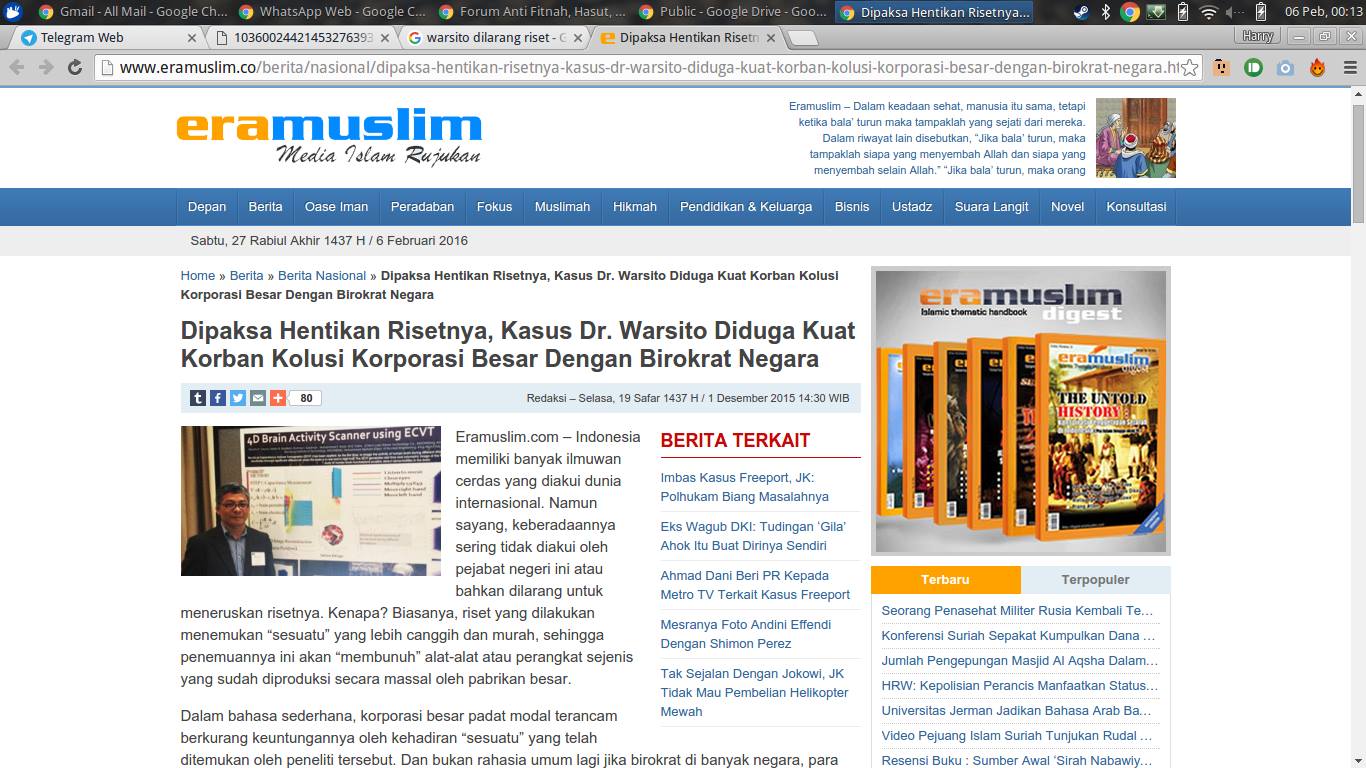 Gmail - All Mail - Google Ch...
WhatsApp Web - Google C...
Forum Anti Fitnah, Hasut, ...
Public - Google Drive - Goo...
Dipaksa Hentikan Risetnya...
06 Peb, 00:13
Telegram Web
1036002442145327639
warsito dilarang riset - G
Dipaksa Hentikan Risetn
Harry
www.eramuslim.co/berita/nasional/dipaksa-hentikan-risetnya-kasus-dr-warsito-diduga-kuat-korban-kolusi-korporasi-besar-dengan-birokrat-negara.ht
eramuslim
Media Islam Rujukan
Eramuslim – Dalam keadaan sehat, manusia itu sama, tetapi
ketika bala’ turun maka tampaklah yang sejati dari mereka.
Dalam riwayat lain disebutkan, “Jika bala’ turun, maka
tampaklah siapa yang menyembah Allah dan siapa yang
menyembah selain Allah.” “Jika bala’ turun, maka orang
Depan
Berita
Oase Iman
Peradaban
Fokus
Muslimah
Hikmah
Pendidikan & Keluarga
Bisnis
Ustadz
Suara Langit
Novel
Konsultasi
Sabtu, 27 Rabiul Akhir 1437 H / 6 Februari 2016
Home » Berita » Berita Nasional » Dipaksa Hentikan Risetnya, Kasus Dr. Warsito Diduga Kuat Korban Kolusi
Korporasi Besar Dengan Birokrat Negara
Dipaksa Hentikan Risetnya, Kasus Dr. Warsito Diduga Kuat
Korban Kolusi Korporasi Besar Dengan Birokrat Negara
80
Redaksi – Selasa, 19 Safar 1437 H / 1 Desember 2015 14:30 WIB
4D Brain Activity Scanner using ECVT
Eramuslim.com – Indonesia
memiliki banyak ilmuwan
cerdas yang diakui dunia
internasional. Namun
sayang, keberadaannya
sering tidak diakui oleh
pejabat negeri ini atau
bahkan dilarang untuk
meneruskan risetnya. Kenapa? Biasanya, riset yang dilakukan
menemukan “sesuatu” yang lebih canggih dan murah, sehingga
penemuannya ini akan “membunuh” alat-alat atau perangkat sejenis
yang sudah diproduksi secara massal oleh pabrikan besar.
Dalam bahasa sederhana, korporasi besar padat modal terancam
berkurang keuntungannya oleh kehadiran “sesuatu” yang telah
ditemukan oleh peneliti tersebut. Dan bukan rahasia umum lagi jika birokrat di banyak negara, para
BERITA TERKAIT
Imbas Kasus Freeport, JK:
Polhukam Biang Masalahnya
Eks Wagub DKI: Tudingan ‘Gila’
Ahok Itu Buat Dirinya Sendiri
Ahmad Dani Beri PR Kepada
Metro TV Terkait Kasus Freeport
Mesranya Foto Andini Effendi
Dengan Shimon Perez
Tak Sejalan Dengan Jokowi, JK
Tidak Mau Pembelian Helikopter
Mewah
eramuslim
Islamic thematic handbook
digest
eramuslim
THE UNTOLD
HISTORY
Terbaru
Terpopuler
Seorang Penasehat Militer Rusia Kembali Te...
Konferensi Suriah Sepakat Kumpulkan Dana ...
Jumlah Pengepungan Masjid Al Aqsha Dalam...
HRW: Kepolisian Perancis Manfaatkan Status...
Universitas Jerman Jadikan Bahasa Arab Ba...
Video Pejuang Islam Suriah Tunjukan Rudal ...
Resensi Buku : Sumber Awal ‘Sirah Nabawiy...